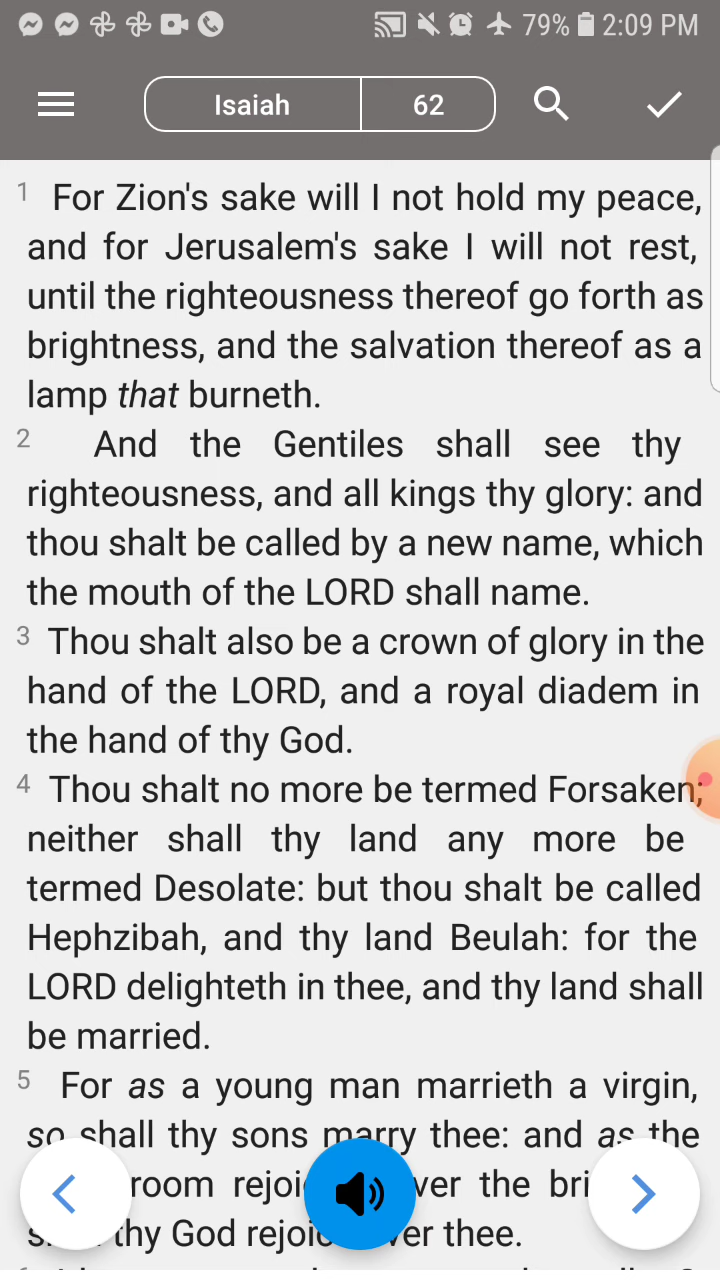 79% 2:09 PM
Isaiah 62
1 For Zion's sake will I not hold my peace,
and for Jerusalem's sake I will not rest,
until the righteousness thereof go forth as
brightness, and the salvation thereof as a
lamp that burneth.
2 And the Gentiles shall see thy
righteousness, and all kings thy glory: and
thou shalt be called by a new name, which
the mouth of the LORD shall name.
3 Thou shalt also be a crown of glory in the
hand of the LORD, and a royal diadem in
the hand of thy God.
4 Thou shalt no more be termed Forsaken;
neither shall thy land any more be
termed Desolate: but thou shalt be called
Hephzibah, and thy land Beulah: for the
LORD delighteth in thee, and thy land shall
be married.
5 For as a young man marrieth a virgin,
so shall thy sons marry thee: and as the
the
thy God thee.